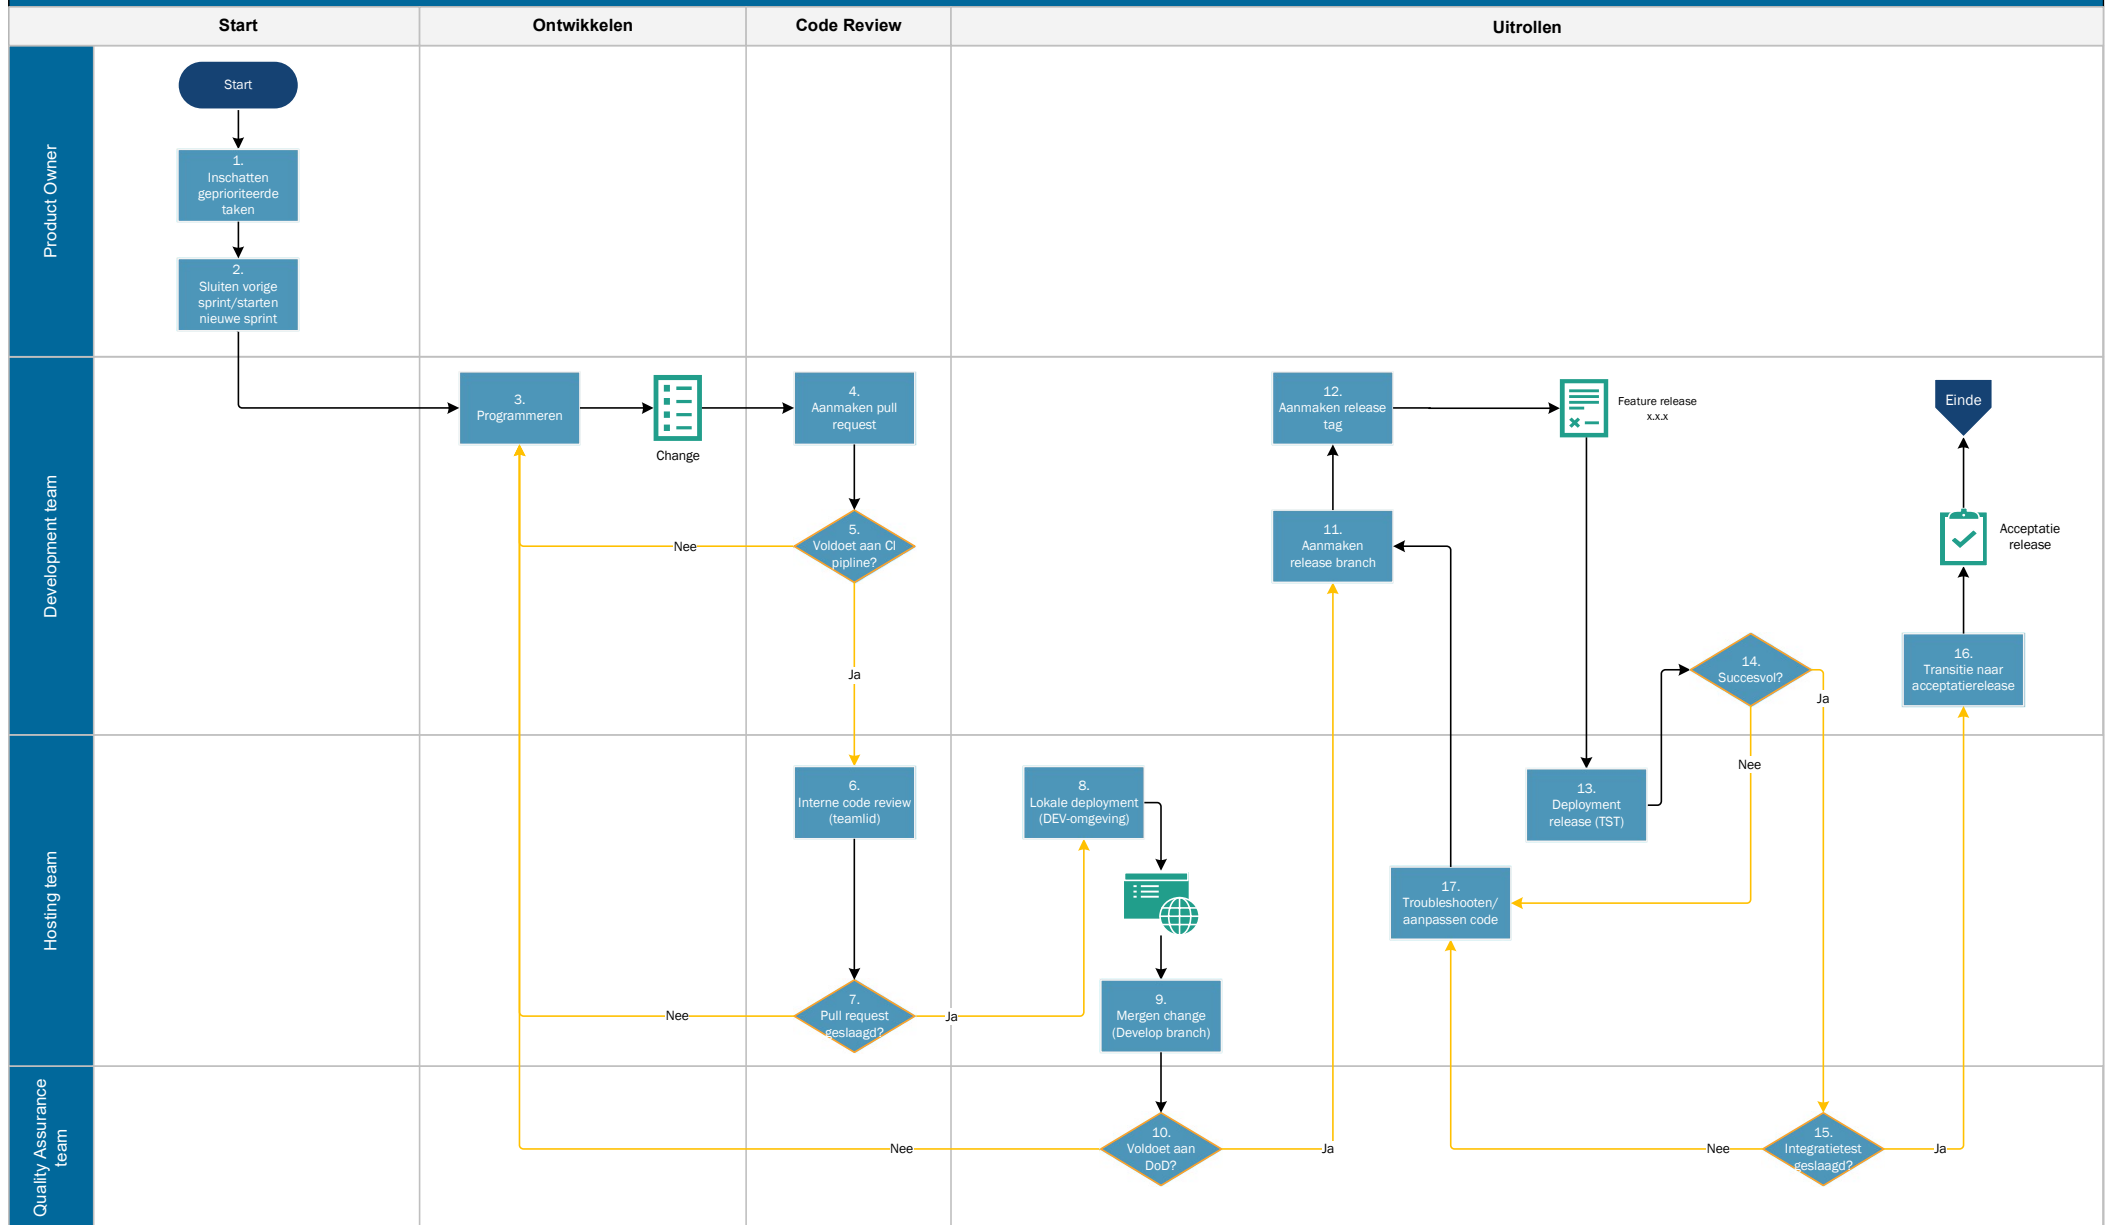 Start
Ontwikkelen
Code Review
Uitrollen
Product Owner
Start
1.
Inschatten
geprioriteerde
taken
2.
Sluiten vorige
sprint/starten
nieuwe sprint
Development team
3.
Programmeren
Change
4.
Aanmaken pull
request
5.
Voldoet aan CI
pipline?
Nee
Ja
12.
Aanmaken release
tag
Feature release
x.x.x
11.
Aanmaken
release branch
14.
Succesvol?
Ja
Einde
Acceptatie
release
16.
Transitie naar
acceptatierelease
Hosting team
6.
Interne code review
(teamlid)
7.
Pull request
geslaagd?
Nee
Ja
8.
Lokale deployment
(DEV-omgeving)
9.
Mergen change
(Develop branch)
13.
Deployment
release (TST)
Nee
17.
Troubleshooten/
aanpassen code
Quality Assurance
team
Nee
10.
Voldoet aan
DoD?
Ja
Nee
15.
Integratietest
geslaagd?
Ja